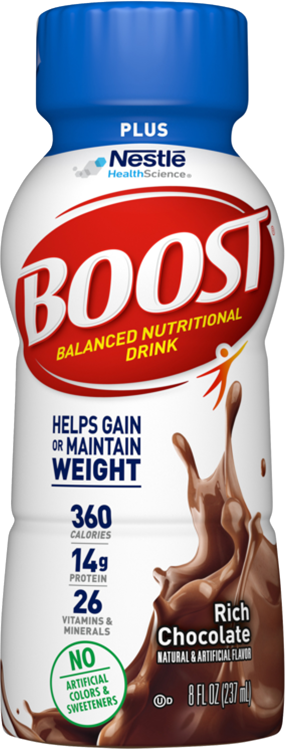 PLUS
Nestlé
HealthScience®
BOOST®
BALANCED NUTRITIONAL
DRINK
HELPS GAIN
OR MAINTAIN
WEIGHT
360
CALORIES
14g
PROTEIN
26
VITAMINS &
MINERALS
NO
ARTIFICIAL
COLORS &
SWEETENERS
Rich
Chocolate
NATURAL & ARTIFICIAL FLAVOR
UD 8 FL OZ (237 mL)